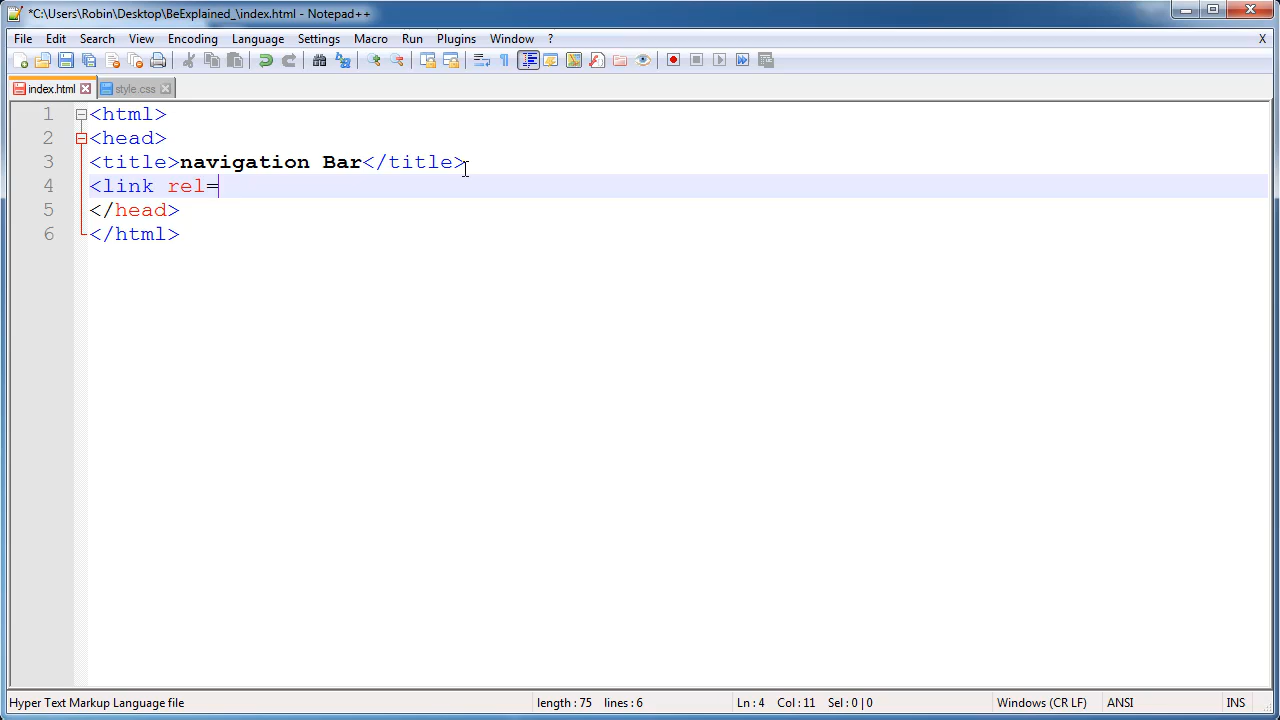 *C:\Users\Robin\Desktop\BeExplained_\index.html - Notepad++
File Edit Search View Encoding Language Settings Macro Run Plugins Window ? X
index.html style.css
1 <html>
2 <head>
3 <title>navigation Bar</title>
4 <link rel=
5 </head>
6 </html>
Hyper Text Markup Language file length : 75 lines : 6 Ln : 4 Col : 11 Sel : 0 | 0 Windows (CR LF) ANSI INS